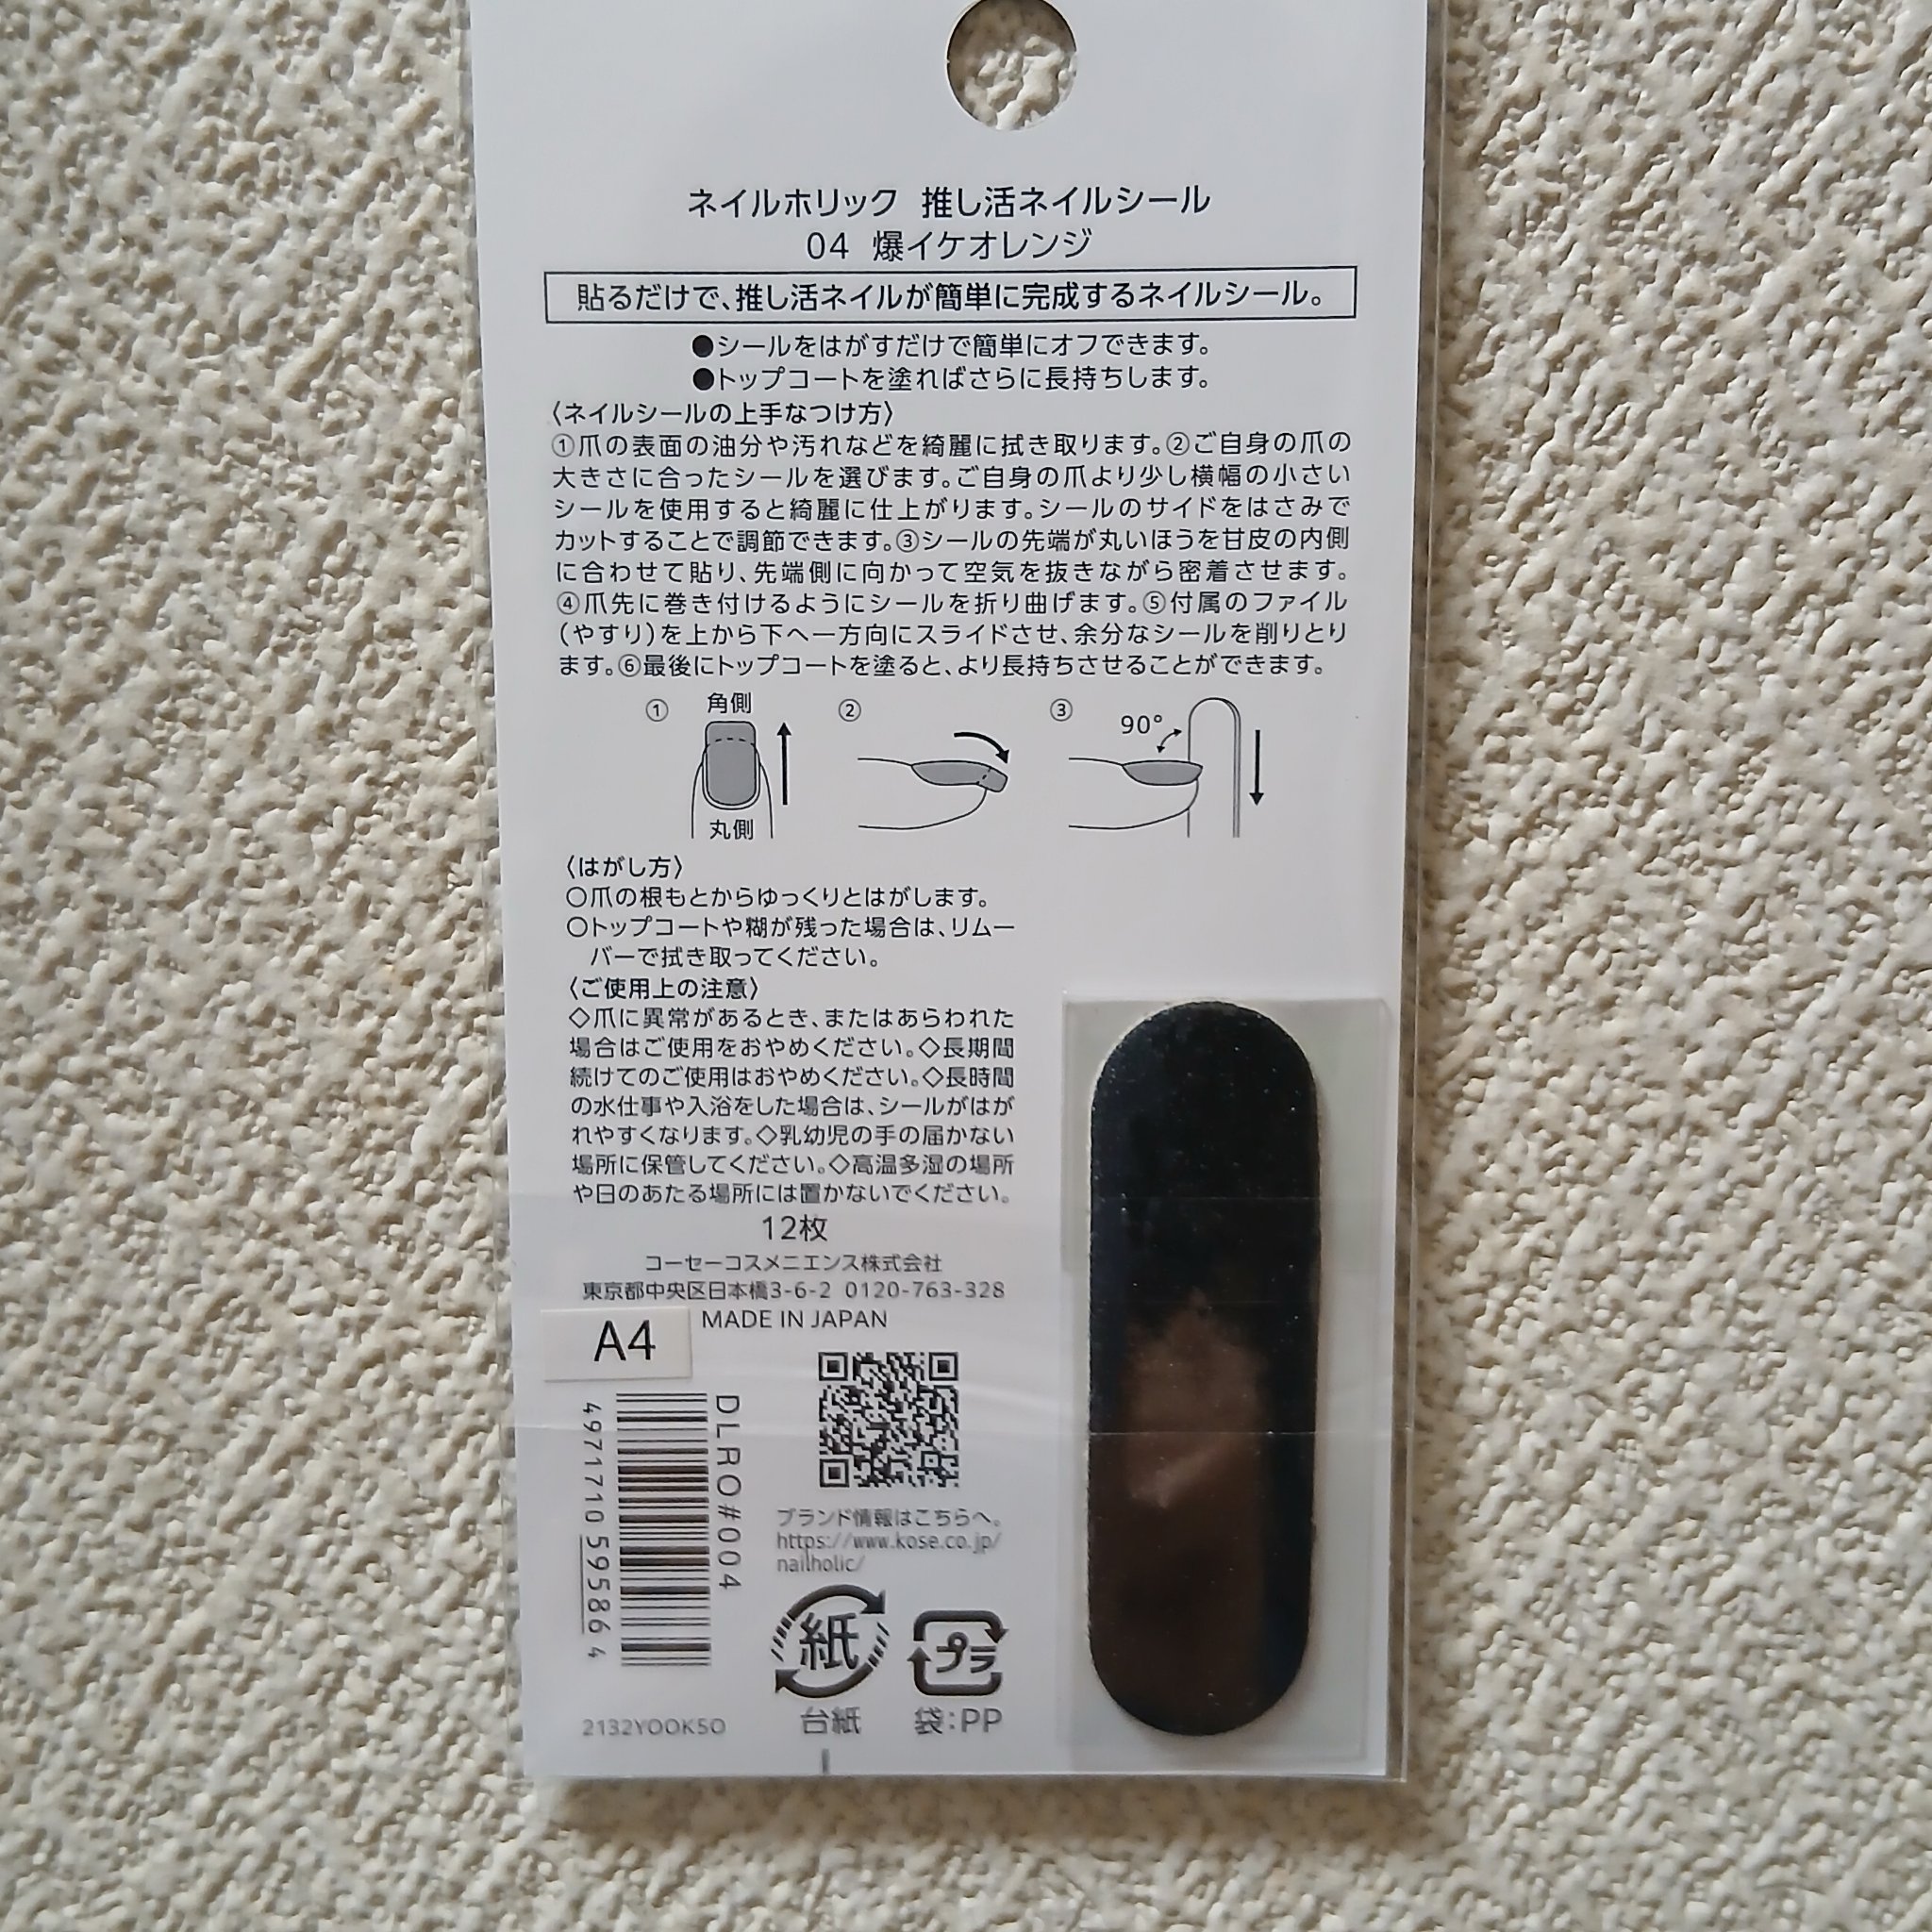 ネイルホリック 推し活ネイルシール
04 爆イケオレンジ
貼るだけで、推し活ネイルが簡単に完成するネイルシール。
●シールをはがすだけで簡単にオフできます。
●トップコートを塗ればさらに長持ちします。
〈ネイルシールの上手なつけ方〉
①爪の表面の油分や汚れなどを綺麗に拭き取ります。②ご自身の爪の
大きさに合ったシールを選びます。ご自身の爪より少し横幅の小さい
シールを使用すると綺麗に仕上がります。シールのサイドをはさみで
カットすることで調節できます。③シールの先端が丸いほうを甘皮の内側
に合わせて貼り、先端側に向かって空気を抜きながら密着させます。
④爪先に巻き付けるようにシールを折り曲げます。⑤付属のファイル
(やすり)を上から下へ一方向にスライドさせ、余分なシールを削りとり
ます。⑥最後にトップコートを塗ると、より長持ちさせることができます。
① 角側 ② ③ 90°
丸側
〈はがし方〉
○爪の根もとからゆっくりとはがします。
○トップコートや糊が残った場合は、リムー
バーで拭き取ってください。
〈ご使用上の注意〉
◇爪に異常があるとき、またはあらわれた
場合はご使用をおやめください。◇長期間
続けてのご使用はおやめください。◇長時間
の水仕事や入浴をした場合は、シールがはが
れやすくなります。◇乳幼児の手の届かない
場所に保管してください。◇高温多湿の場所
や日のあたる場所には置かないでください。
12枚
コーセーコスメニエンス株式会社
東京都中央区日本橋3-6-2 0120-763-328
MADE IN JAPAN
A4
DLRO#004
4971710 595864
ブランド情報はこちらへ。
https://www.kose.co.jp/
nailholic/
紙 プラ
台紙 袋:PP
2132YOOK5O